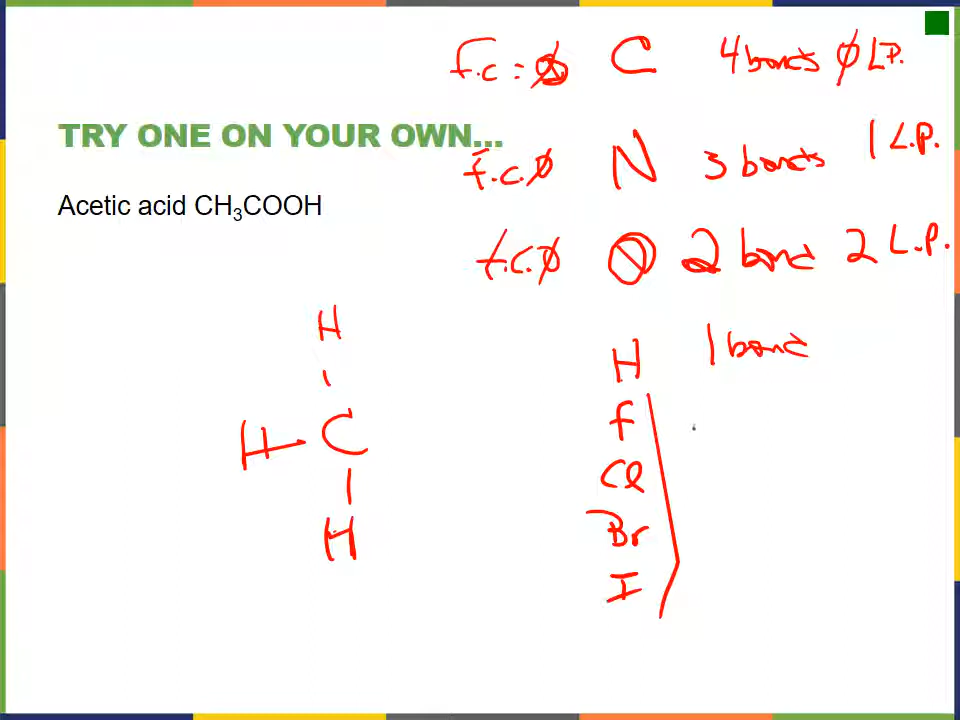 f.c = Ø C 4 bonds Ø L.P.
TRY ONE ON YOUR OWN...
f.c. Ø N 3 bonds 1 L.P.
Acetic acid CH₃COOH
f.c. Ø O 2 bond 2 L.P.
H
H 1 bond
H - C
F
Cl
H
Br
I